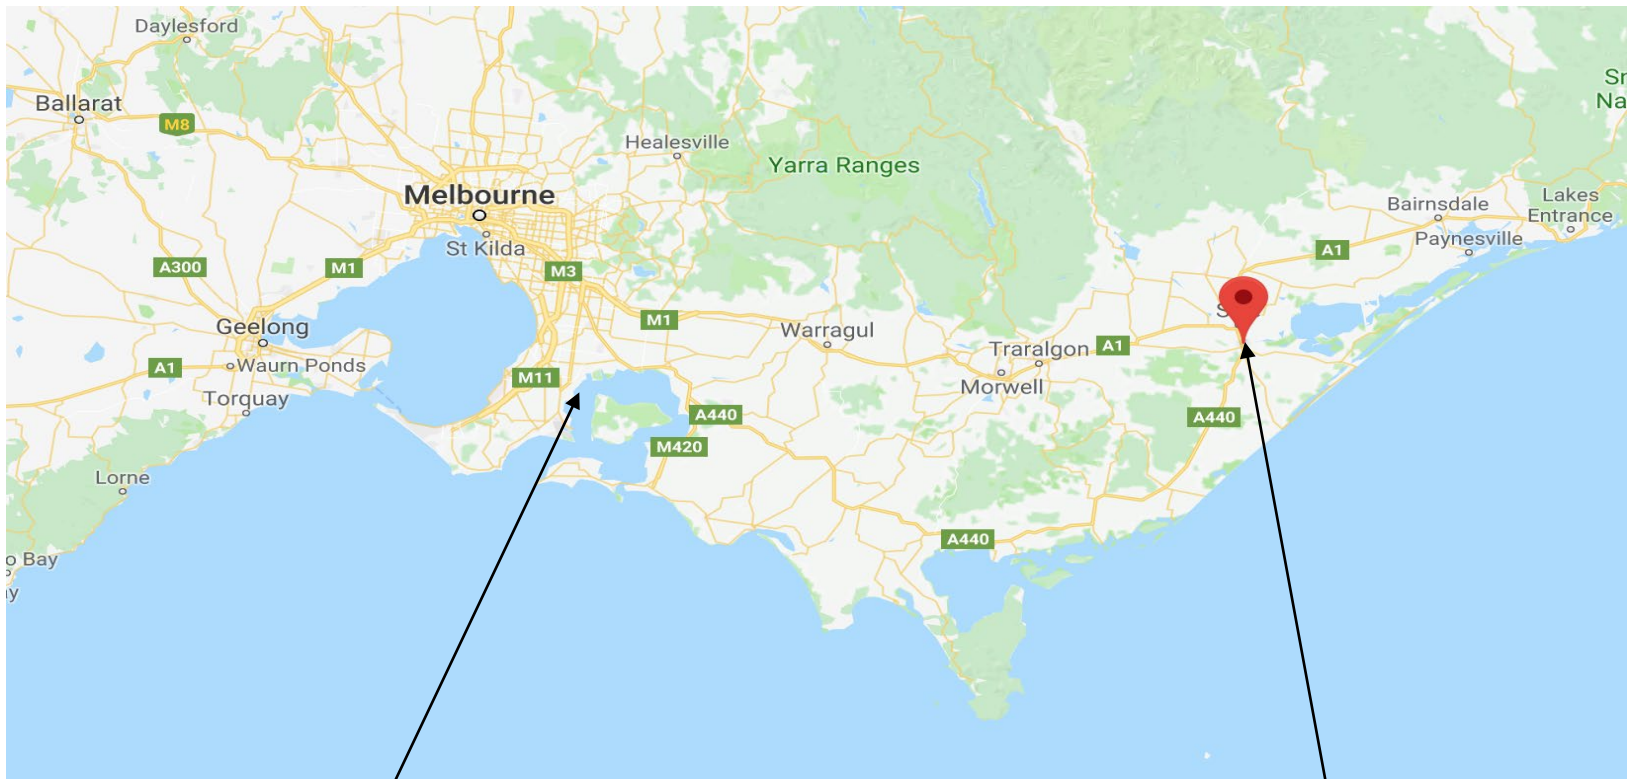 Daylesford
Ballarat
M8
Healesville
Yarra Ranges
Melbourne
St Kilda
Lakes
Entrance
Bairnsdale
Paynesville
A1
A300
M1
M3
Geelong
M1
Warragul
Traralgon
A1
Morwell
A1
Waurn Ponds
Torquay
M11
A440
M420
A440
Lorne
A440
o Bay